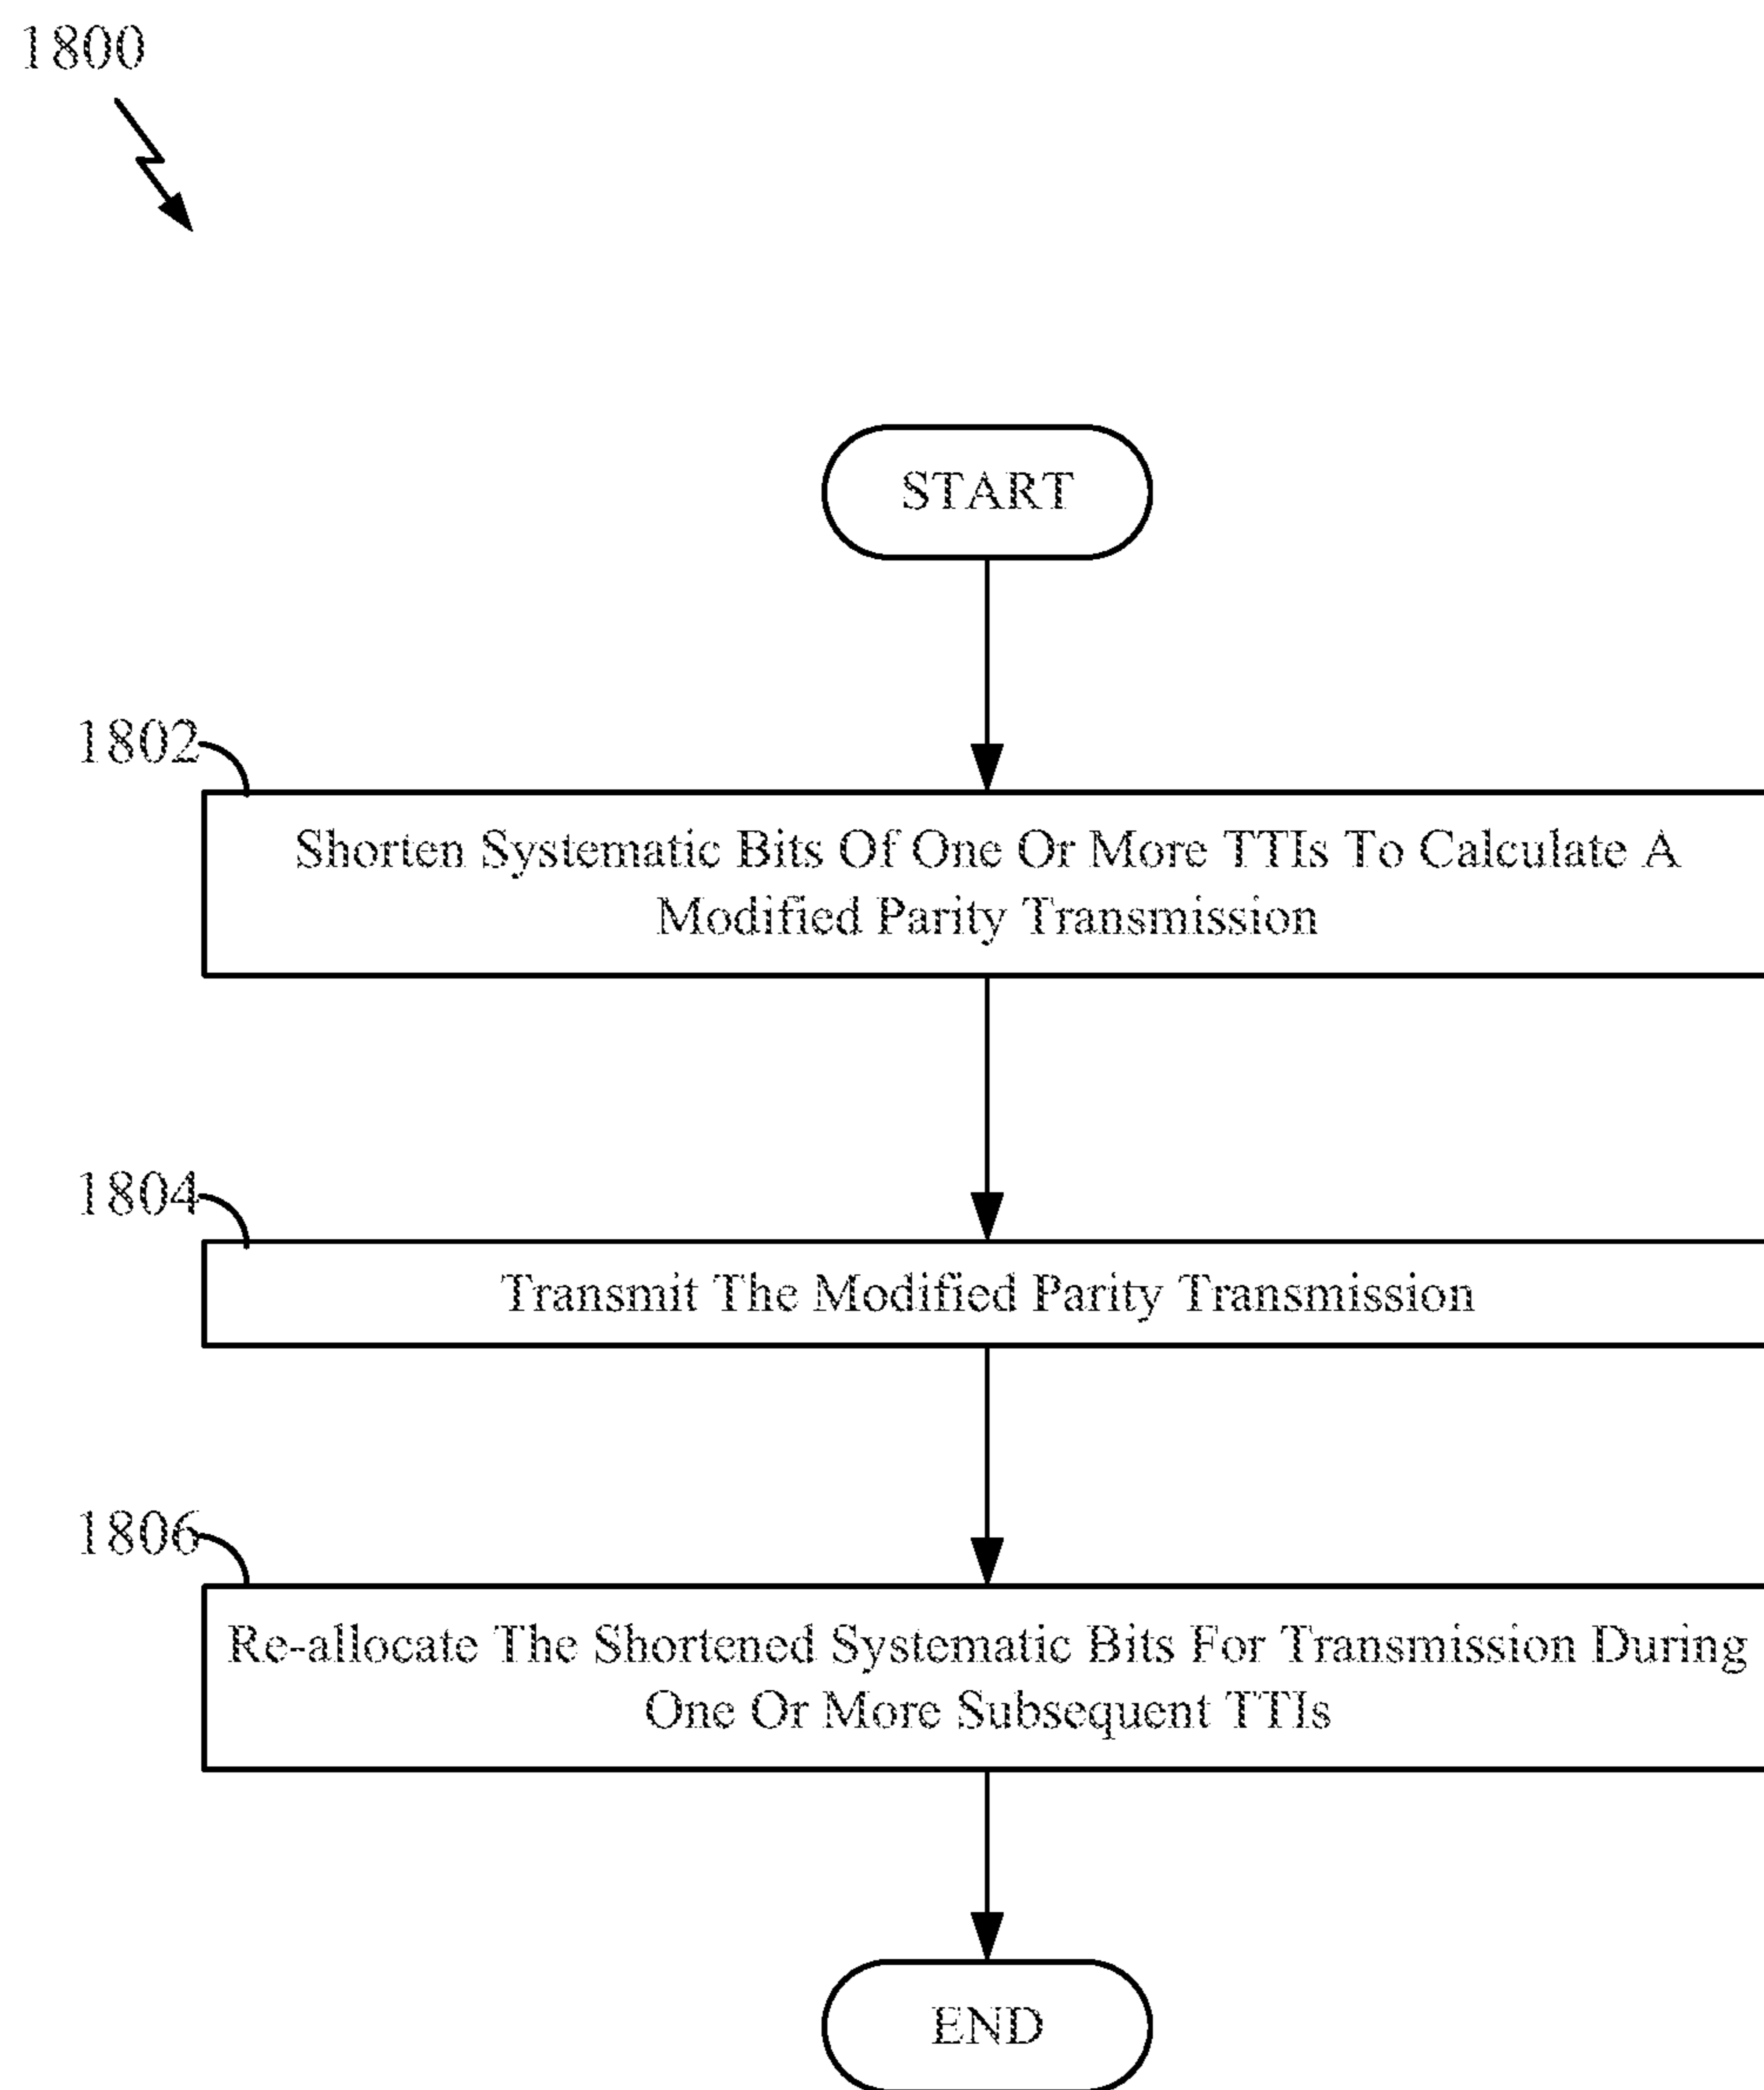 1800
START
1802
Shorten Systematic Bits Of One Or More TTIs To Calculate A
Modified Parity Transmission
1804
Transmit The Modified Parity Transmission
1806
Re-allocate The Shortened Systematic Bits For Transmission During
One Or More Subsequent TTIs
END